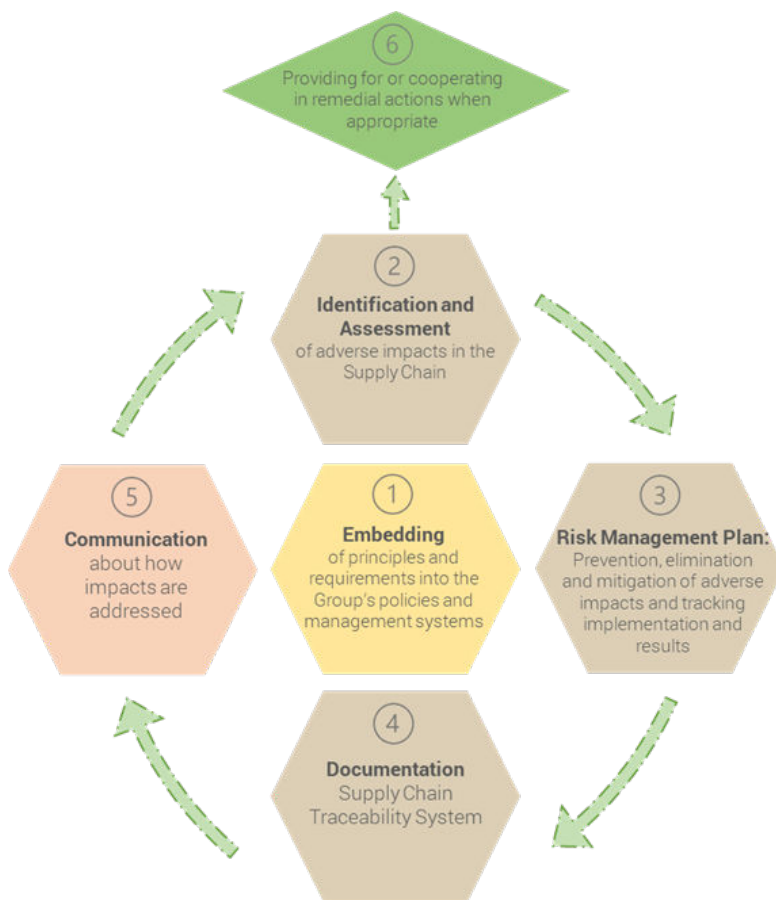 6
Providing for or cooperating
in remedial actions when
appropriate
2
Identification and
Assessment
of adverse impacts in the
Supply Chain
5
Communication
about how
impacts are
addressed
1
Embedding
of principles and
requirements into the
Group's policies and
management systems
3
Risk Management Plan:
Prevention, elimination
and mitigation of adverse
impacts and tracking
implementation and
results
4
Documentation
Supply Chain
Traceability System